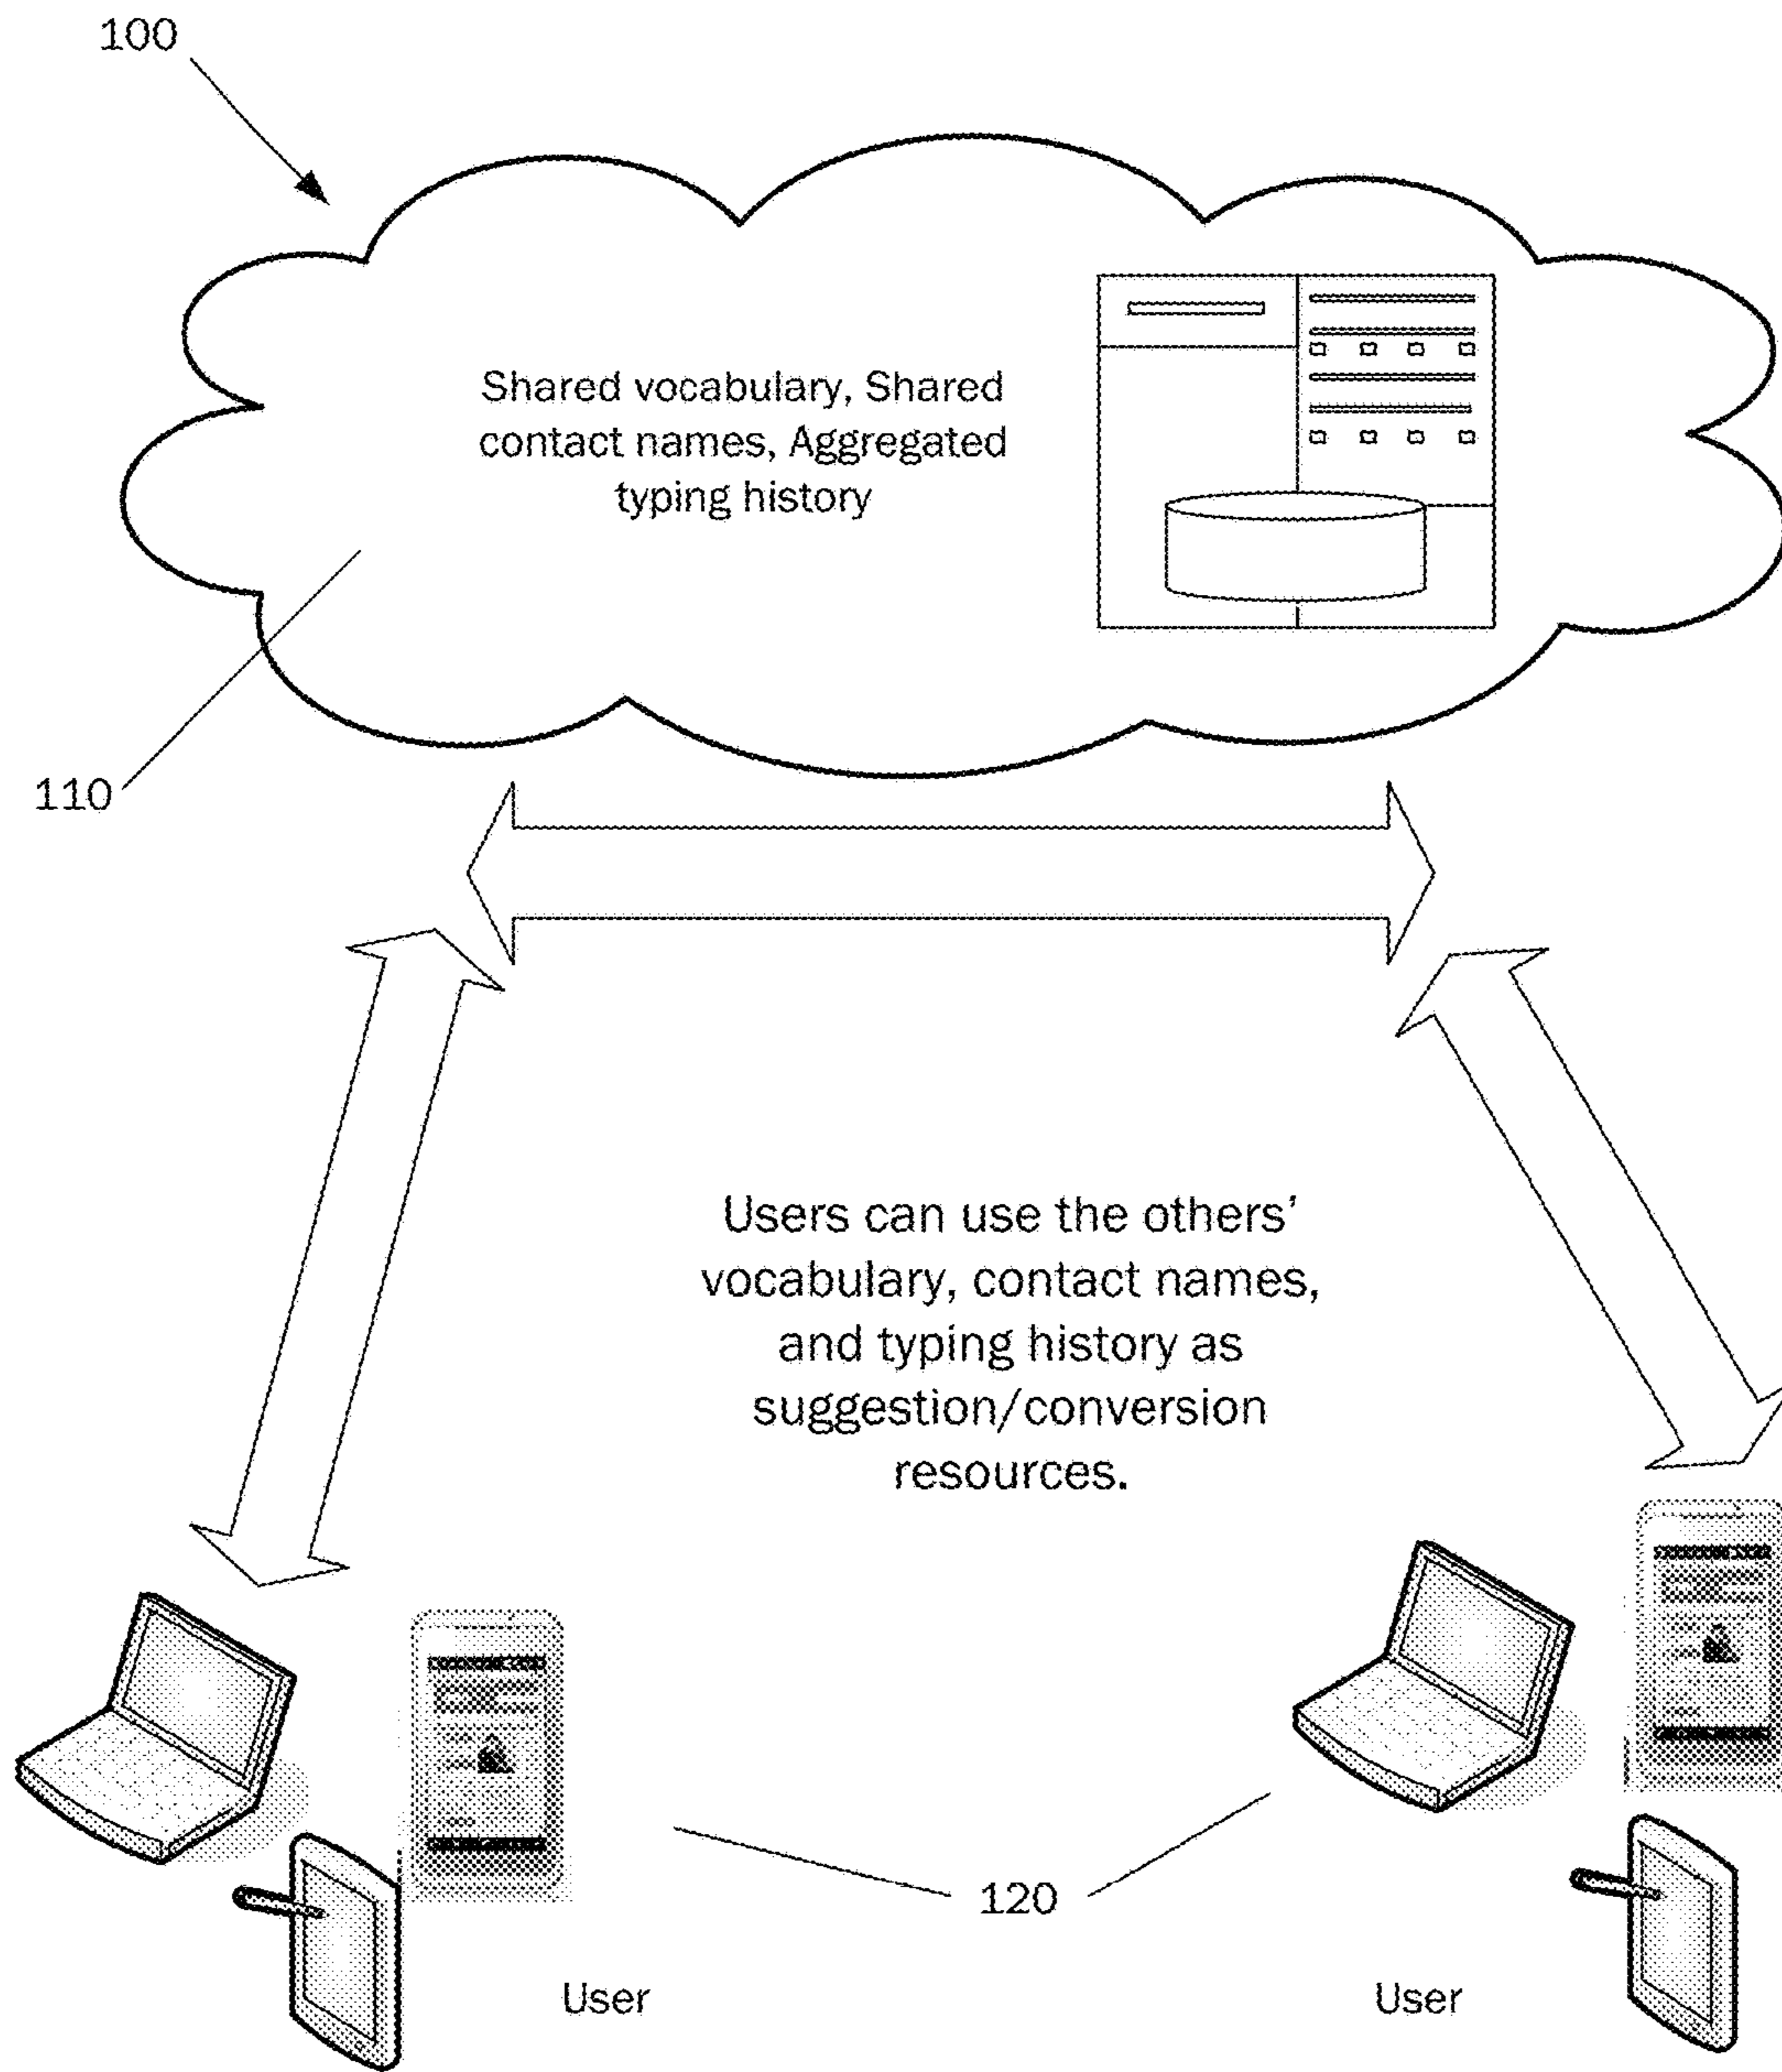 100
Shared vocabulary, Shared
contact names, Aggregated
typing history
110
Users can use the others’
vocabulary, contact names,
and typing history as
suggestion/conversion
resources.
120
User
User